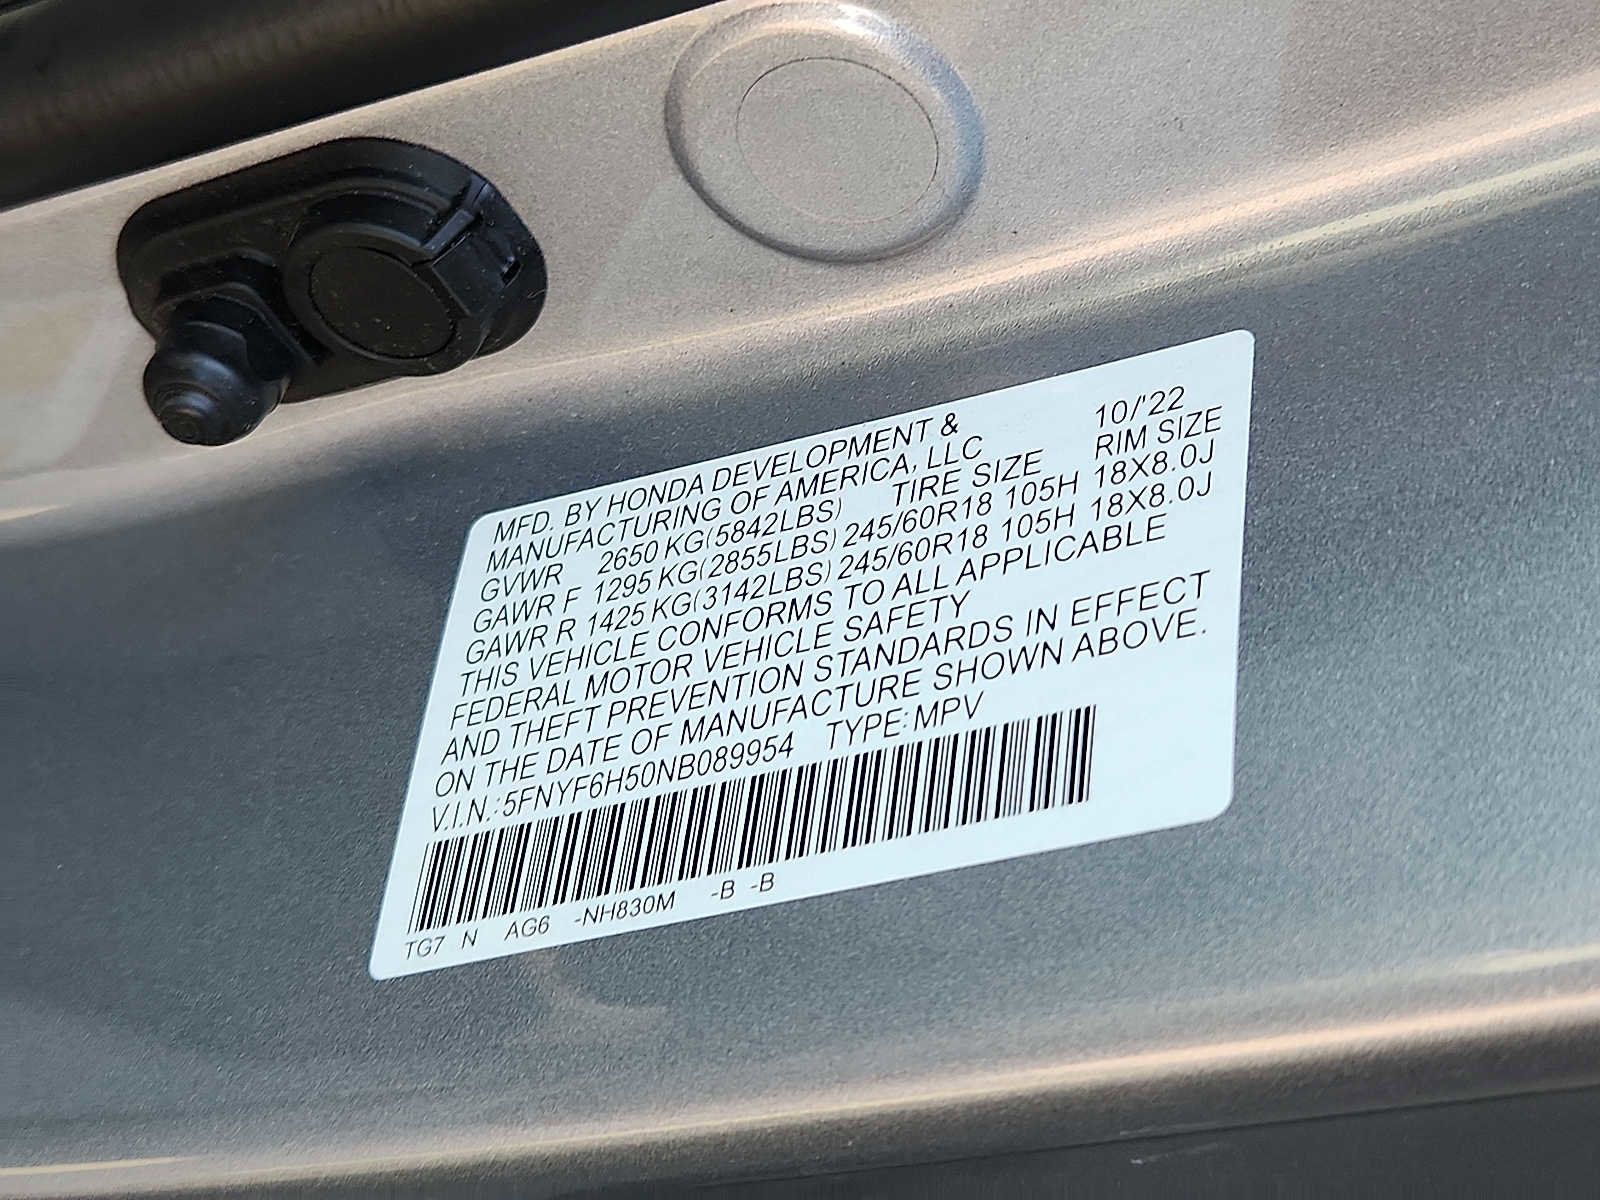 MFD. BY HONDA DEVELOPMENT & 10/'22
MANUFACTURING OF AMERICA, LLC RIM SIZE
GVWR 2650 KG(5842LBS) TIRE SIZE
GAWR F 1295 KG(2855LBS) 245/60R18 105H 18X8.0J
GAWR R 1425 KG(3142LBS) 245/60R18 105H 18X8.0J
THIS VEHICLE CONFORMS TO ALL APPLICABLE
FEDERAL MOTOR VEHICLE SAFETY
AND THEFT PREVENTION STANDARDS IN EFFECT
ON THE DATE OF MANUFACTURE SHOWN ABOVE.
V.I.N.: 5FNYF6H50NB089954 TYPE: MPV
TG7 N AG6 -NH830M -B -B